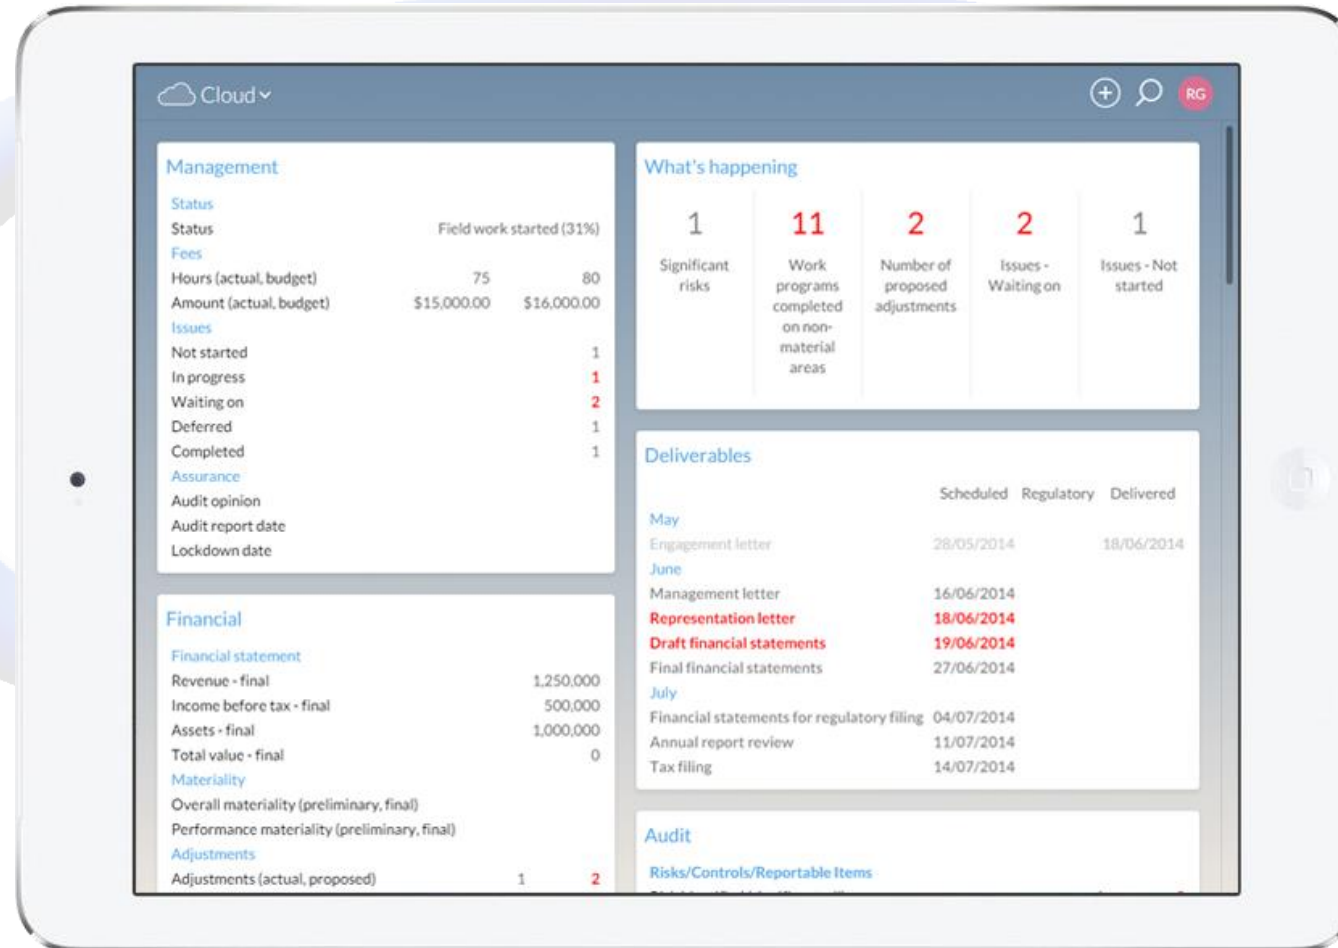 Cloud
RG
Management
Status
Status Field work started (31%)
Fees
Hours (actual, budget) 75 80
Amount (actual, budget) $15,000.00 $16,000.00
Issues
Not started 1
In progress 1
Waiting on 2
Deferred 1
Completed 1
Assurance
Audit opinion
Audit report date
Lockdown date
Financial
Financial statement
Revenue - final 1,250,000
Income before tax - final 500,000
Assets - final 1,000,000
Total value - final 0
Materiality
Overall materiality (preliminary, final)
Performance materiality (preliminary, final)
Adjustments
Adjustments (actual, proposed) 1 2
What's happening
1
Significant
risks
11
Work
programs
completed
on non-
material
areas
2
Number of
proposed
adjustments
2
Issues -
Waiting on
1
Issues - Not
started
Deliverables
Scheduled Regulatory Delivered
May
Engagement letter 28/05/2014 18/06/2014
June
Management letter 16/06/2014
Representation letter 18/06/2014
Draft financial statements 19/06/2014
Final financial statements 27/06/2014
July
Financial statements for regulatory filing 04/07/2014
Annual report review 11/07/2014
Tax filing 14/07/2014
Audit
Risks/Controls/Reportable Items